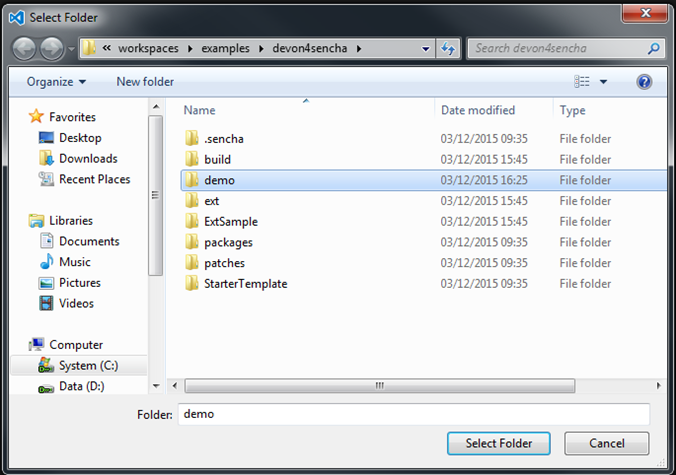 Select Folder
« workspaces examples devon4sencha
Search devon4sencha
Organize New folder
Name Date modified Type
Favorites
Desktop
Downloads
Recent Places
Libraries
Documents
Music
Pictures
Videos
Computer
System (C:)
Data (D:)
.sencha 03/12/2015 09:35 File folder
build 03/12/2015 15:45 File folder
demo 03/12/2015 16:25 File folder
ext 03/12/2015 15:45 File folder
ExtSample 03/12/2015 15:45 File folder
packages 03/12/2015 09:35 File folder
patches 03/12/2015 09:35 File folder
StarterTemplate 03/12/2015 09:35 File folder
Folder: demo
Select Folder Cancel